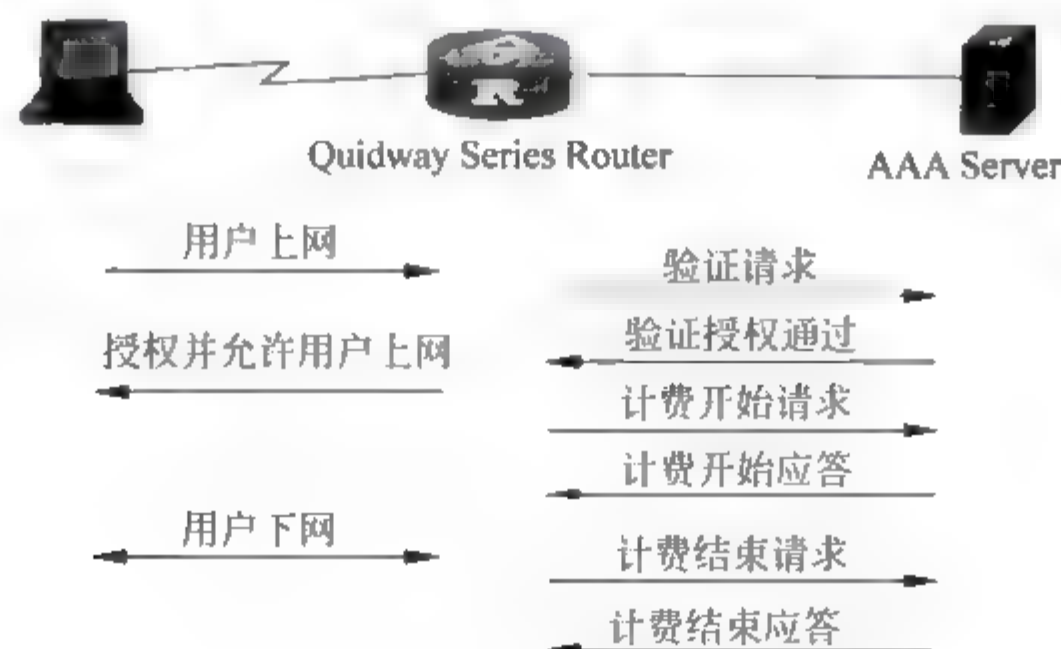 Quidway Series Router
AAA Server
用户上网
验证请求
授权并允许用户上网
验证授权通过
计费开始请求
计费开始应答
用户下网
计费结束请求
计费结束应答